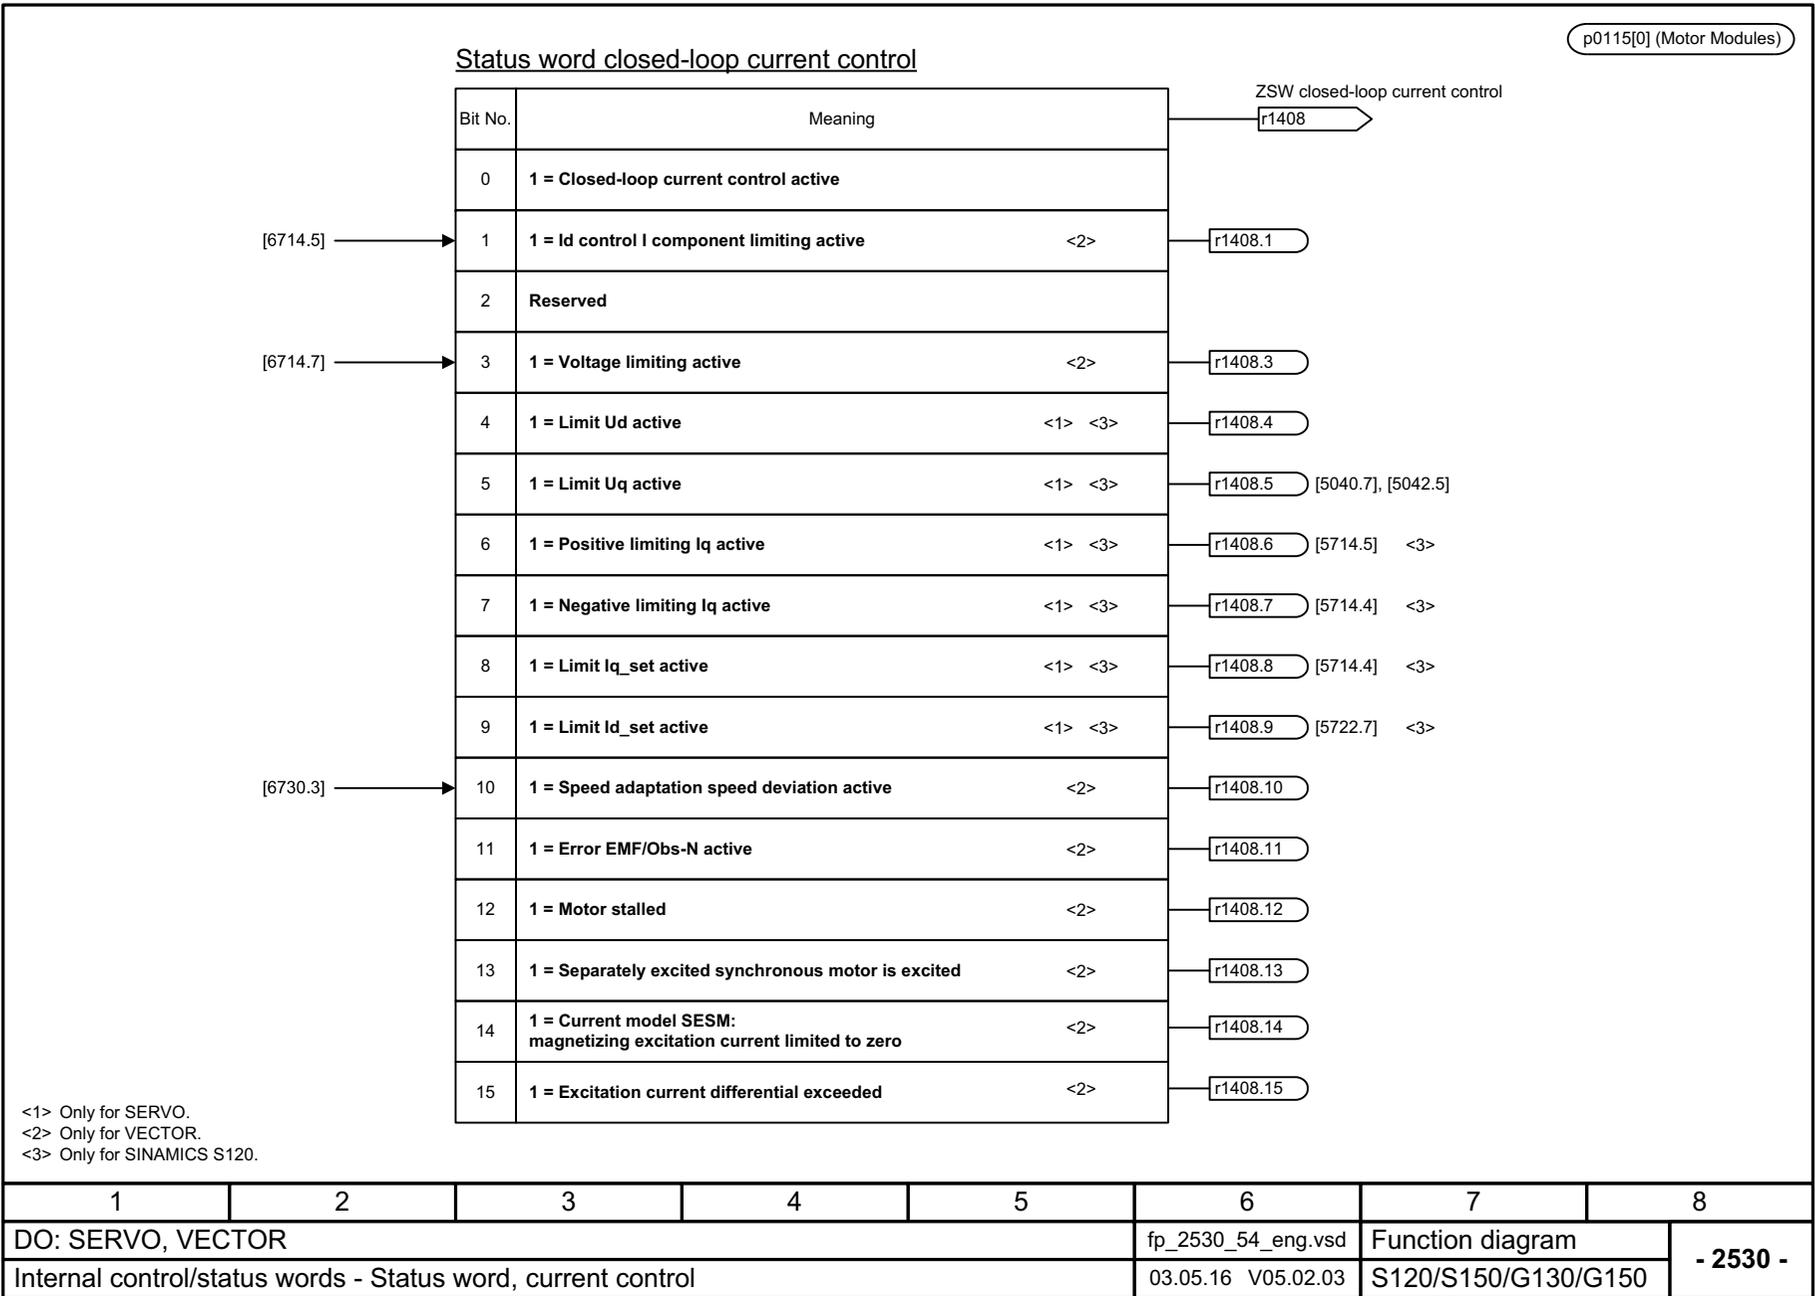 p0115[0] (Motor Modules)
Status word closed-loop current control
ZSW closed-loop current control
Bit No. Meaning r1408
0 1 = Closed-loop current control active
[6714.5] 1 1 = Id control I component limiting active <2> r1408.1
2 Reserved
[6714.7] 3 1 = Voltage limiting active <2> r1408.3
4 1 = Limit Ud active <1> <3> r1408.4
5 1 = Limit Uq active <1> <3> r1408.5 [5040.7], [5042.5]
6 1 = Positive limiting Iq active <1> <3> r1408.6 [5714.5] <3>
7 1 = Negative limiting Iq active <1> <3> r1408.7 [5714.4] <3>
8 1 = Limit Iq_set active <1> <3> r1408.8 [5714.4] <3>
9 1 = Limit Id_set active <1> <3> r1408.9 [5722.7] <3>
[6730.3] 10 1 = Speed adaptation speed deviation active <2> r1408.10
11 1 = Error EMF/Obs-N active <2> r1408.11
12 1 = Motor stalled <2> r1408.12
13 1 = Separately excited synchronous motor is excited <2> r1408.13
14 1 = Current model SESM: <2> r1408.14
magnetizing excitation current limited to zero
15 1 = Excitation current differential exceeded <2> r1408.15
<1> Only for SERVO.
<2> Only for VECTOR.
<3> Only for SINAMICS S120.
1 2 3 4 5 6 7 8
DO: SERVO, VECTOR fp_2530_54_eng.vsd Function diagram - 2530 -
Internal control/status words - Status word, current control 03.05.16 V05.02.03 S120/S150/G130/G150